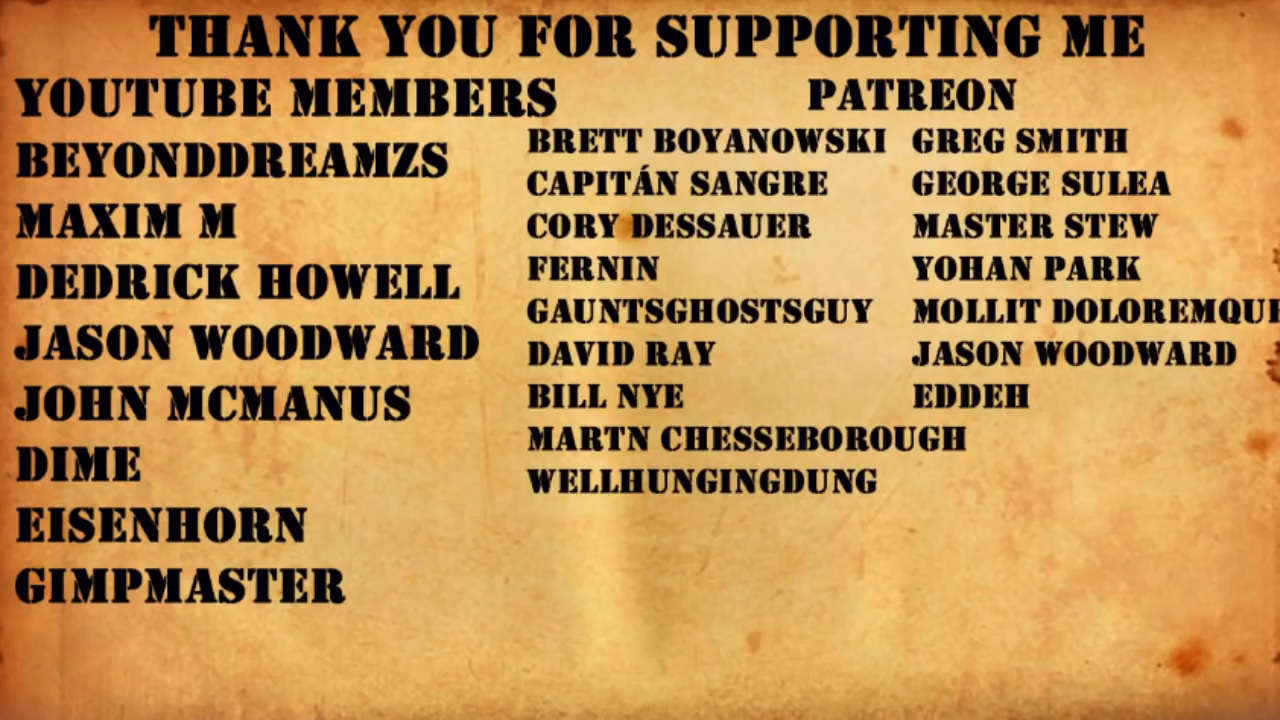 THANK YOU FOR SUPPORTING ME
YOUTUBE MEMBERS
BEYONDDREAMZS
MAXIM M
DEDRICK HOWELL
JASON WOODWARD
JOHN MCMANUS
DIME
EISENHORN
GIMPMASTER
PATREON
BRETT BOYANOWSKI
CAPITÁN SANGRE
CORY DESSAUER
FERNIN
GAUNTSGHOSTSGUY
DAVID RAY
BILL NYE
MARTN CHESSEBOROUGH
WELLHUNGINGDUNG
GREG SMITH
GEORGE SULEA
MASTER STEW
YOHAN PARK
MOLLIT DOLOREMQUE
JASON WOODWARD
EDDEH